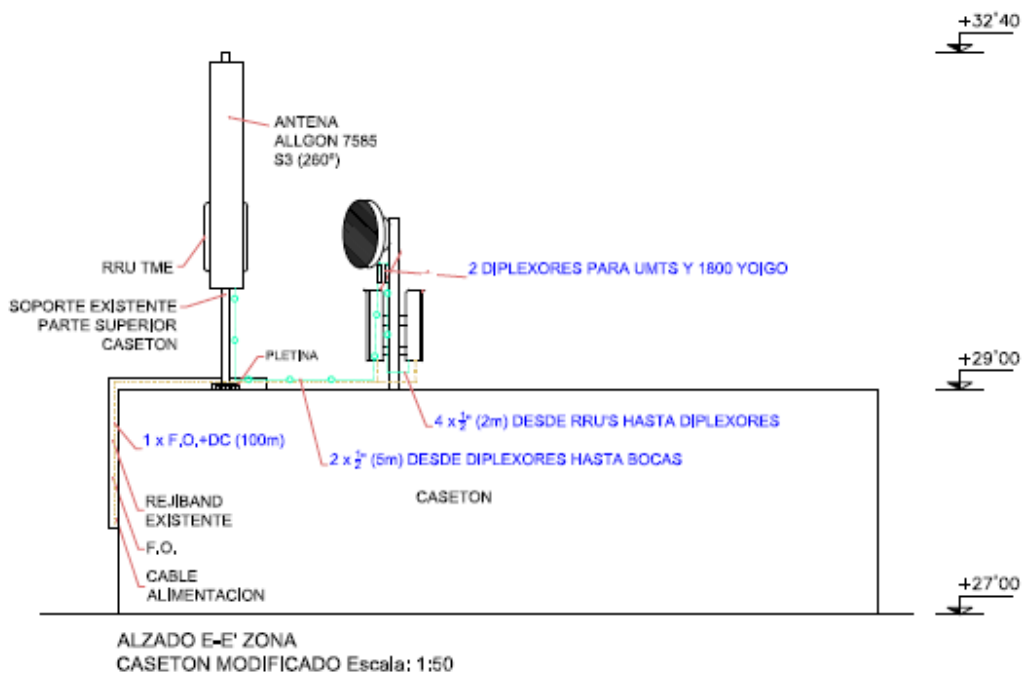 +32'40
ANTENA
ALLGON 7585
S3 (260º)
RRU TME
2 DIPLEXORES PARA UMTS Y 1800 YOIGO
SOPORTE EXISTENTE
PARTE SUPERIOR
CASETON
PLETINA
+29'00
4 x ½" (2m) DESDE RRU'S HASTA DIPLEXORES
1 x F.O.+DC (100m)
2 x ½" (5m) DESDE DIPLEXORES HASTA BOCAS
CASETON
REJIBAND
EXISTENTE
F.O.
CABLE
ALIMENTACION
+27'00
ALZADO E-E' ZONA
CASETON MODIFICADO Escala: 1:50